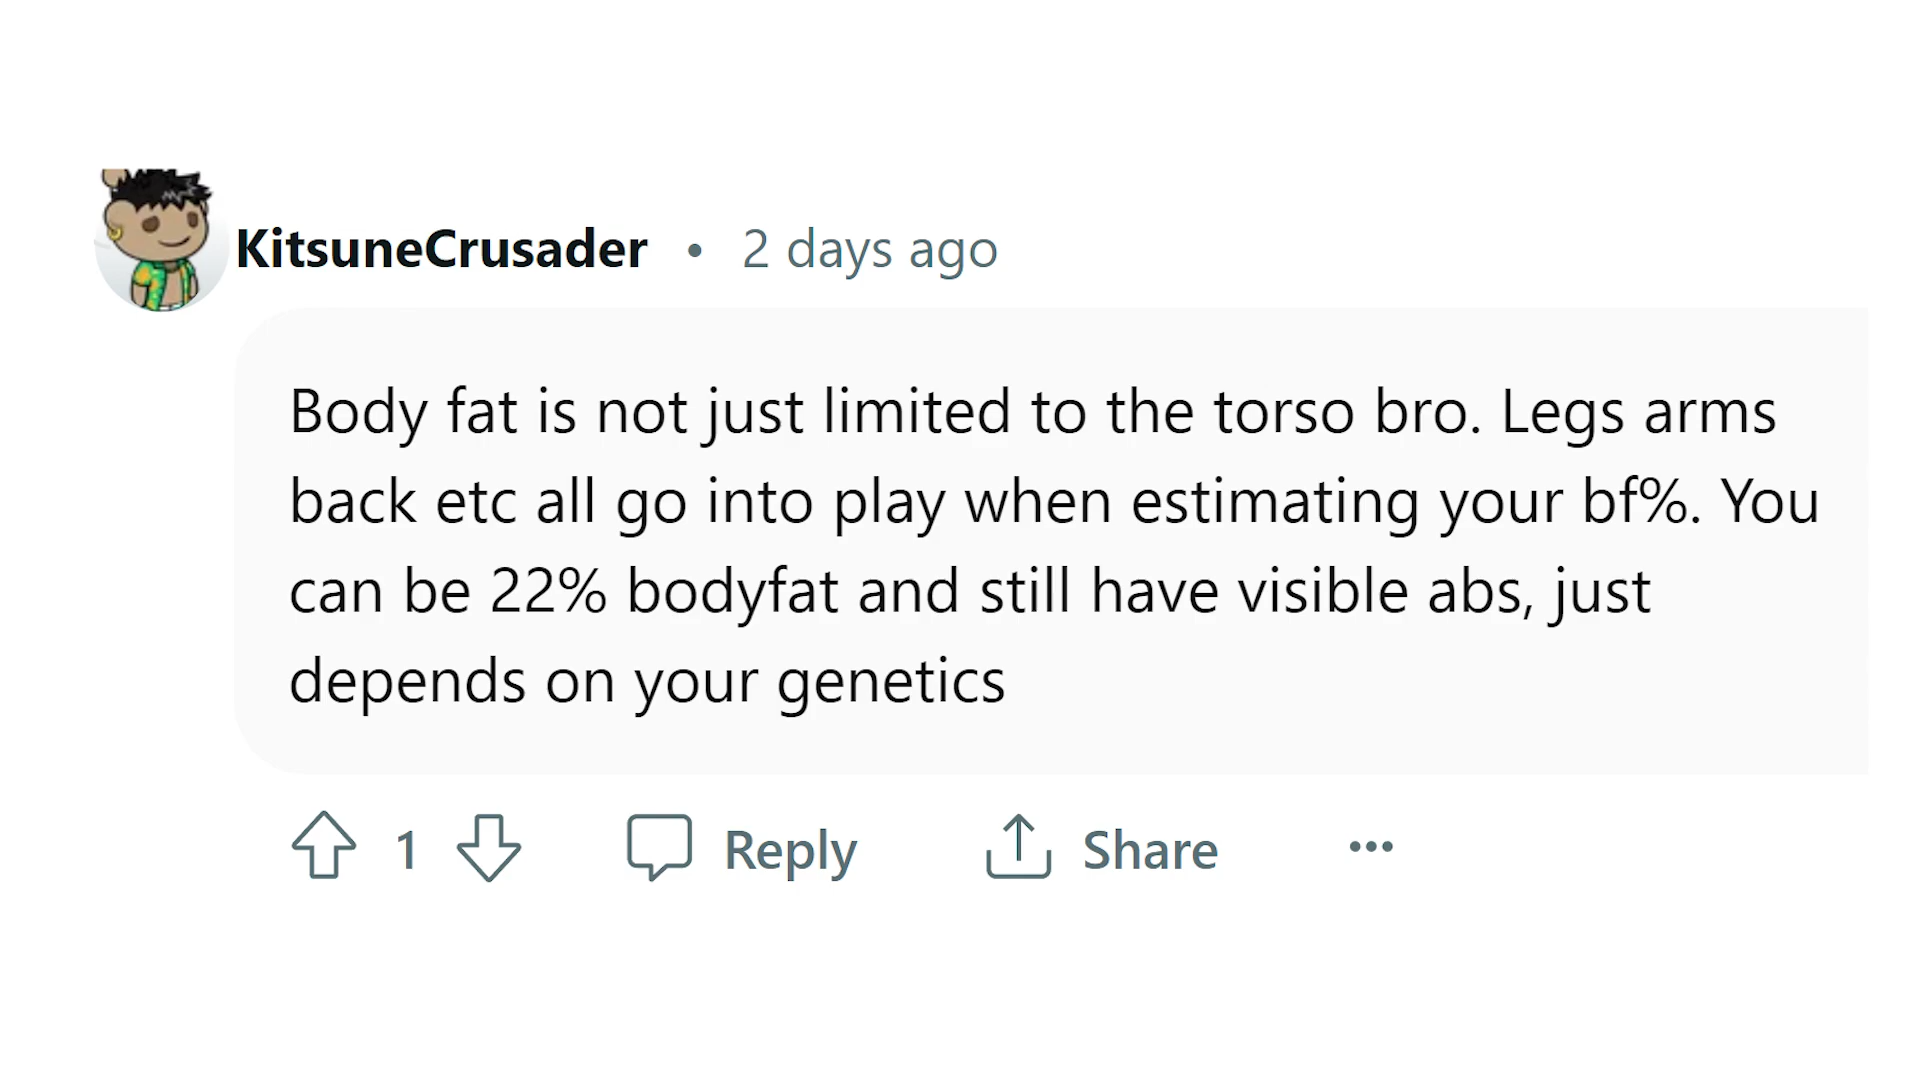 KitsuneCrusader • 2 days ago
Body fat is not just limited to the torso bro. Legs arms
back etc all go into play when estimating your bf%. You
can be 22% bodyfat and still have visible abs, just
depends on your genetics
1 Reply Share ···